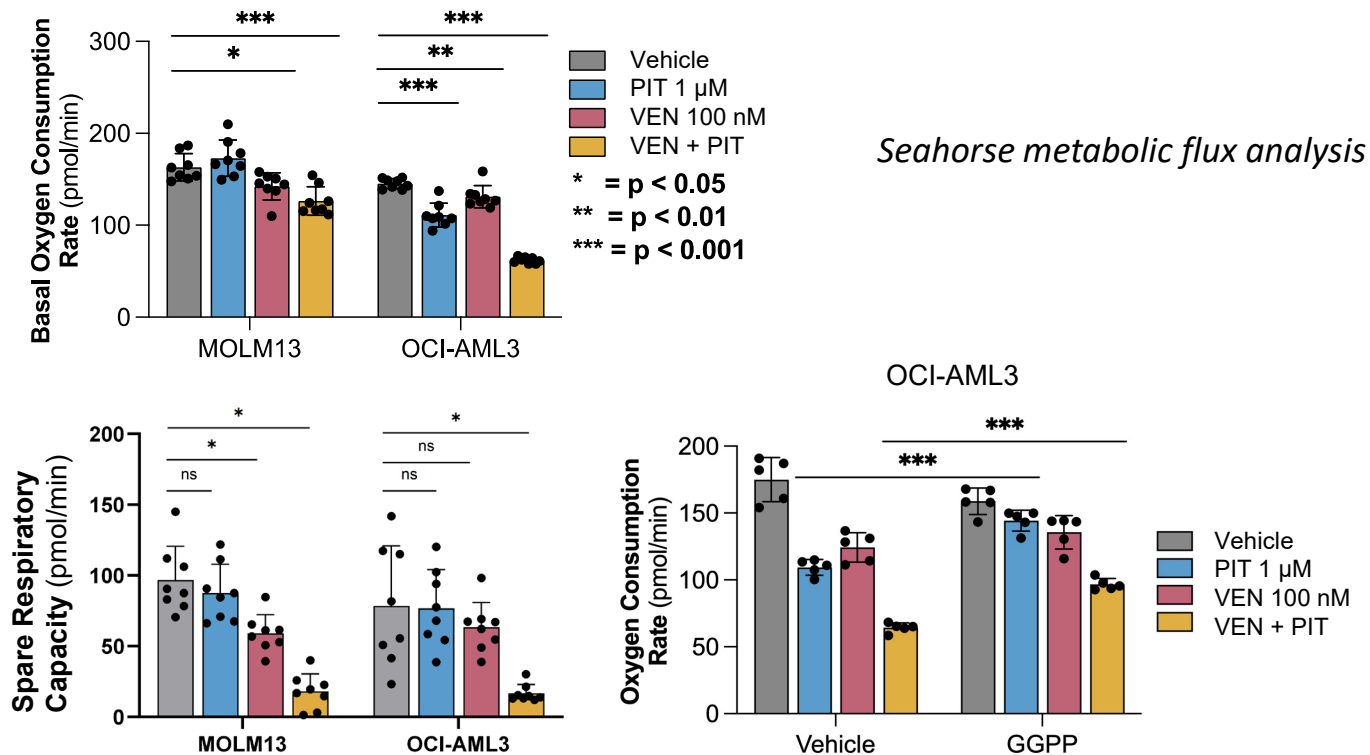 *** ***
* **
***
300
200
100
0
Basal Oxygen Consumption
Rate (pmol/min)
MOLM13 OCI-AML3
Vehicle
PIT 1 µM
VEN 100 nM
VEN + PIT
* = p < 0.05
** = p < 0.01
*** = p < 0.001
Seahorse metabolic flux analysis
* *
* ns
ns ns
200
150
100
50
0
Spare Respiratory
Capacity (pmol/min)
MOLM13 OCI-AML3
OCI-AML3
***
***
200
150
100
50
0
Oxygen Consumption
Rate (pmol/min)
Vehicle GGPP
Vehicle
PIT 1 µM
VEN 100 nM
VEN + PIT